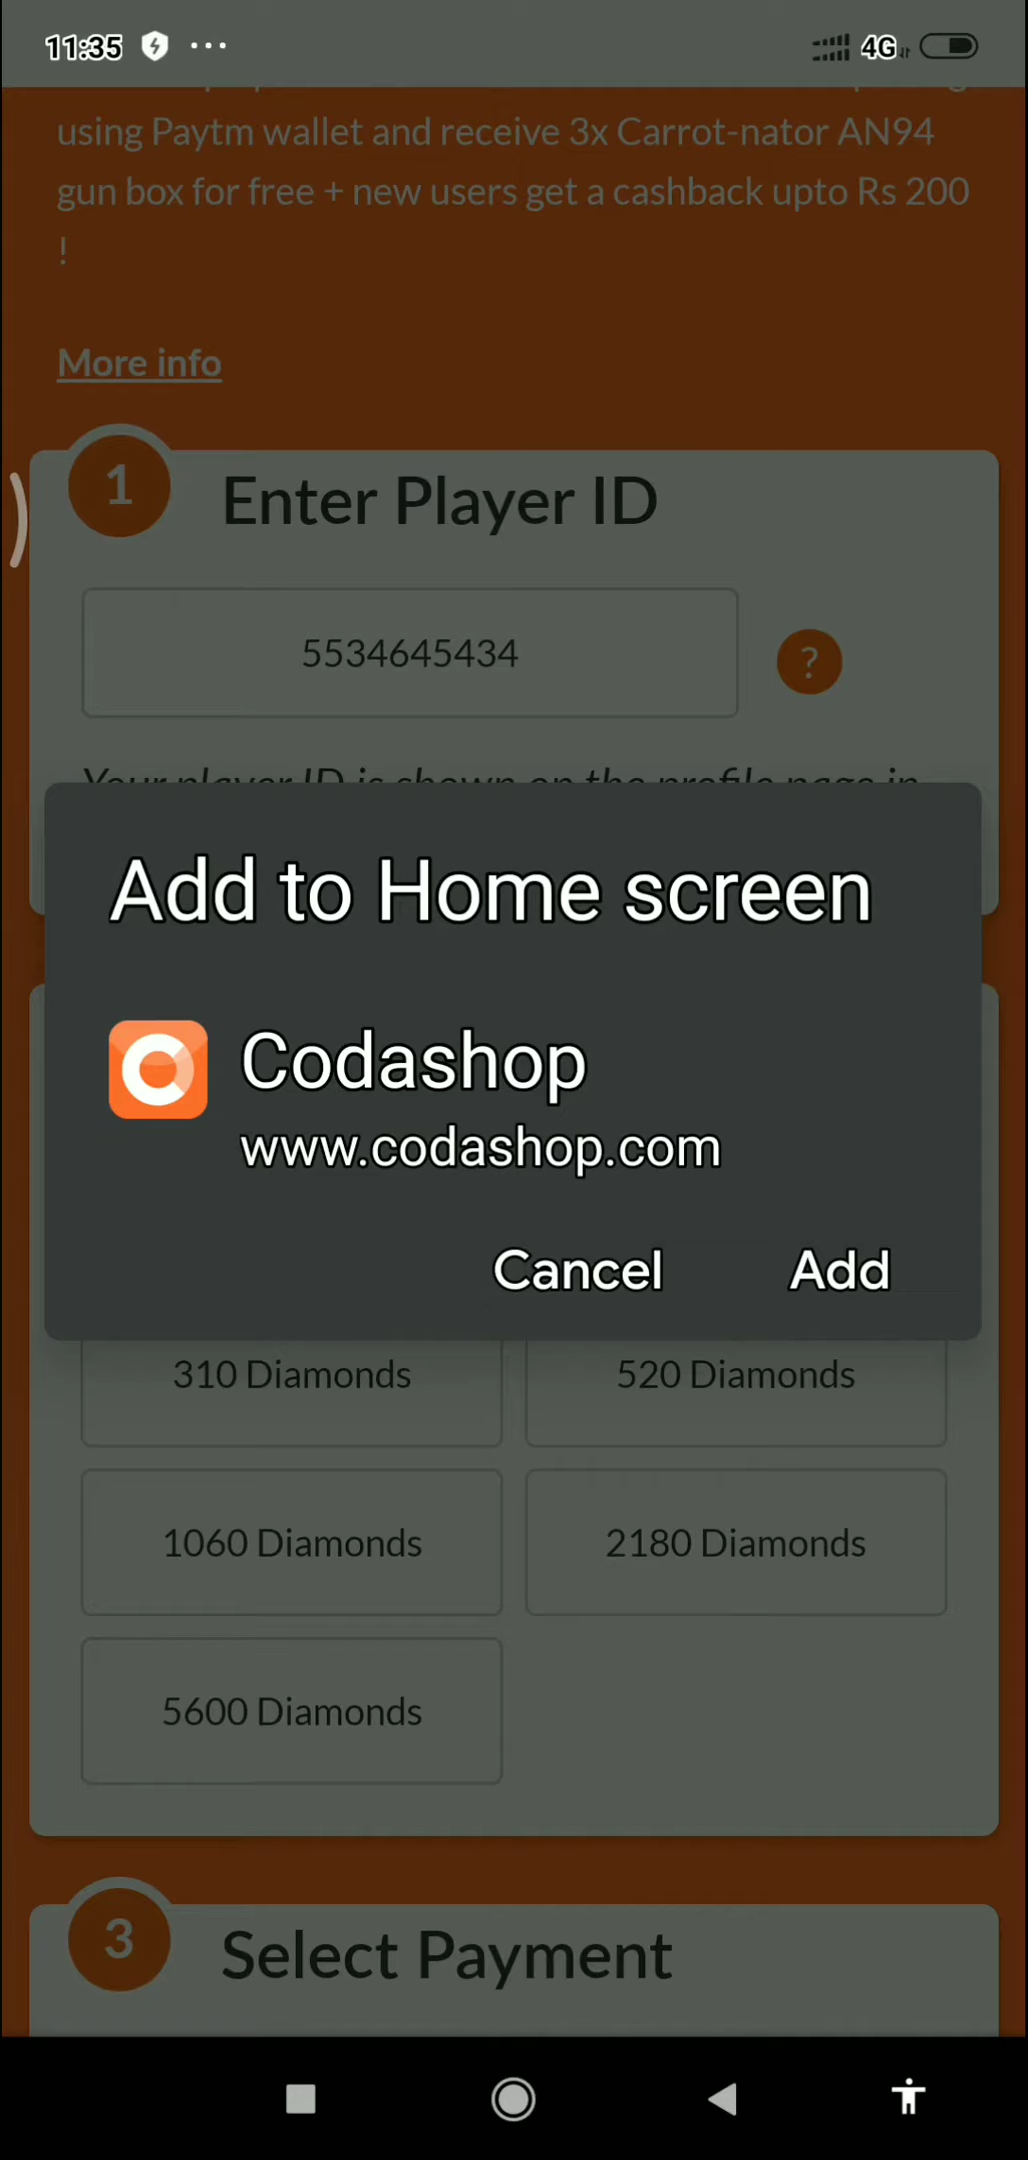 11:35
4G
using Paytm wallet and receive 3x Carrot-nator AN94
gun box for free + new users get a cashback upto Rs 200
!
More info
1
Enter Player ID
5534645434
?
Your player ID is shown on the profile page in
Add to Home screen
Codashop
www.codashop.com
Cancel
Add
310 Diamonds
520 Diamonds
1060 Diamonds
2180 Diamonds
5600 Diamonds
3
Select Payment